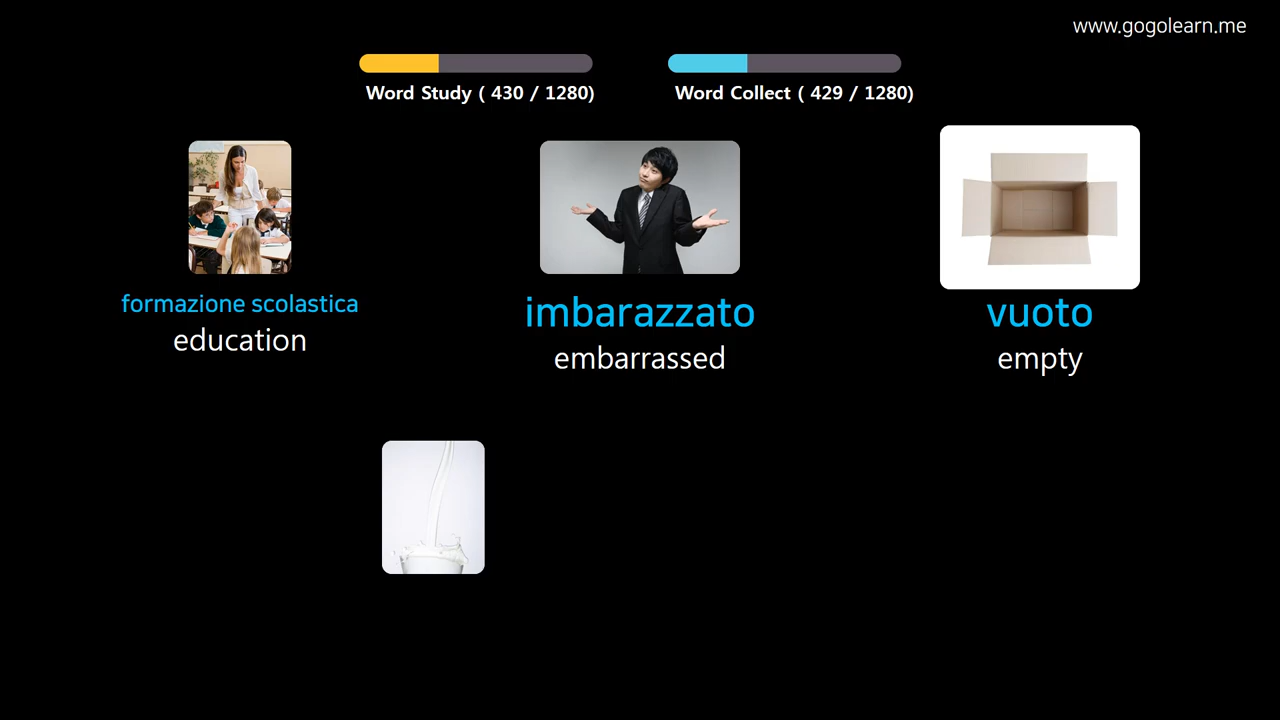 www.gogolearn.me
Word Study ( 430 / 1280)
Word Collect ( 429 / 1280)
formazione scolastica
education
imbarazzato
embarrassed
vuoto
empty